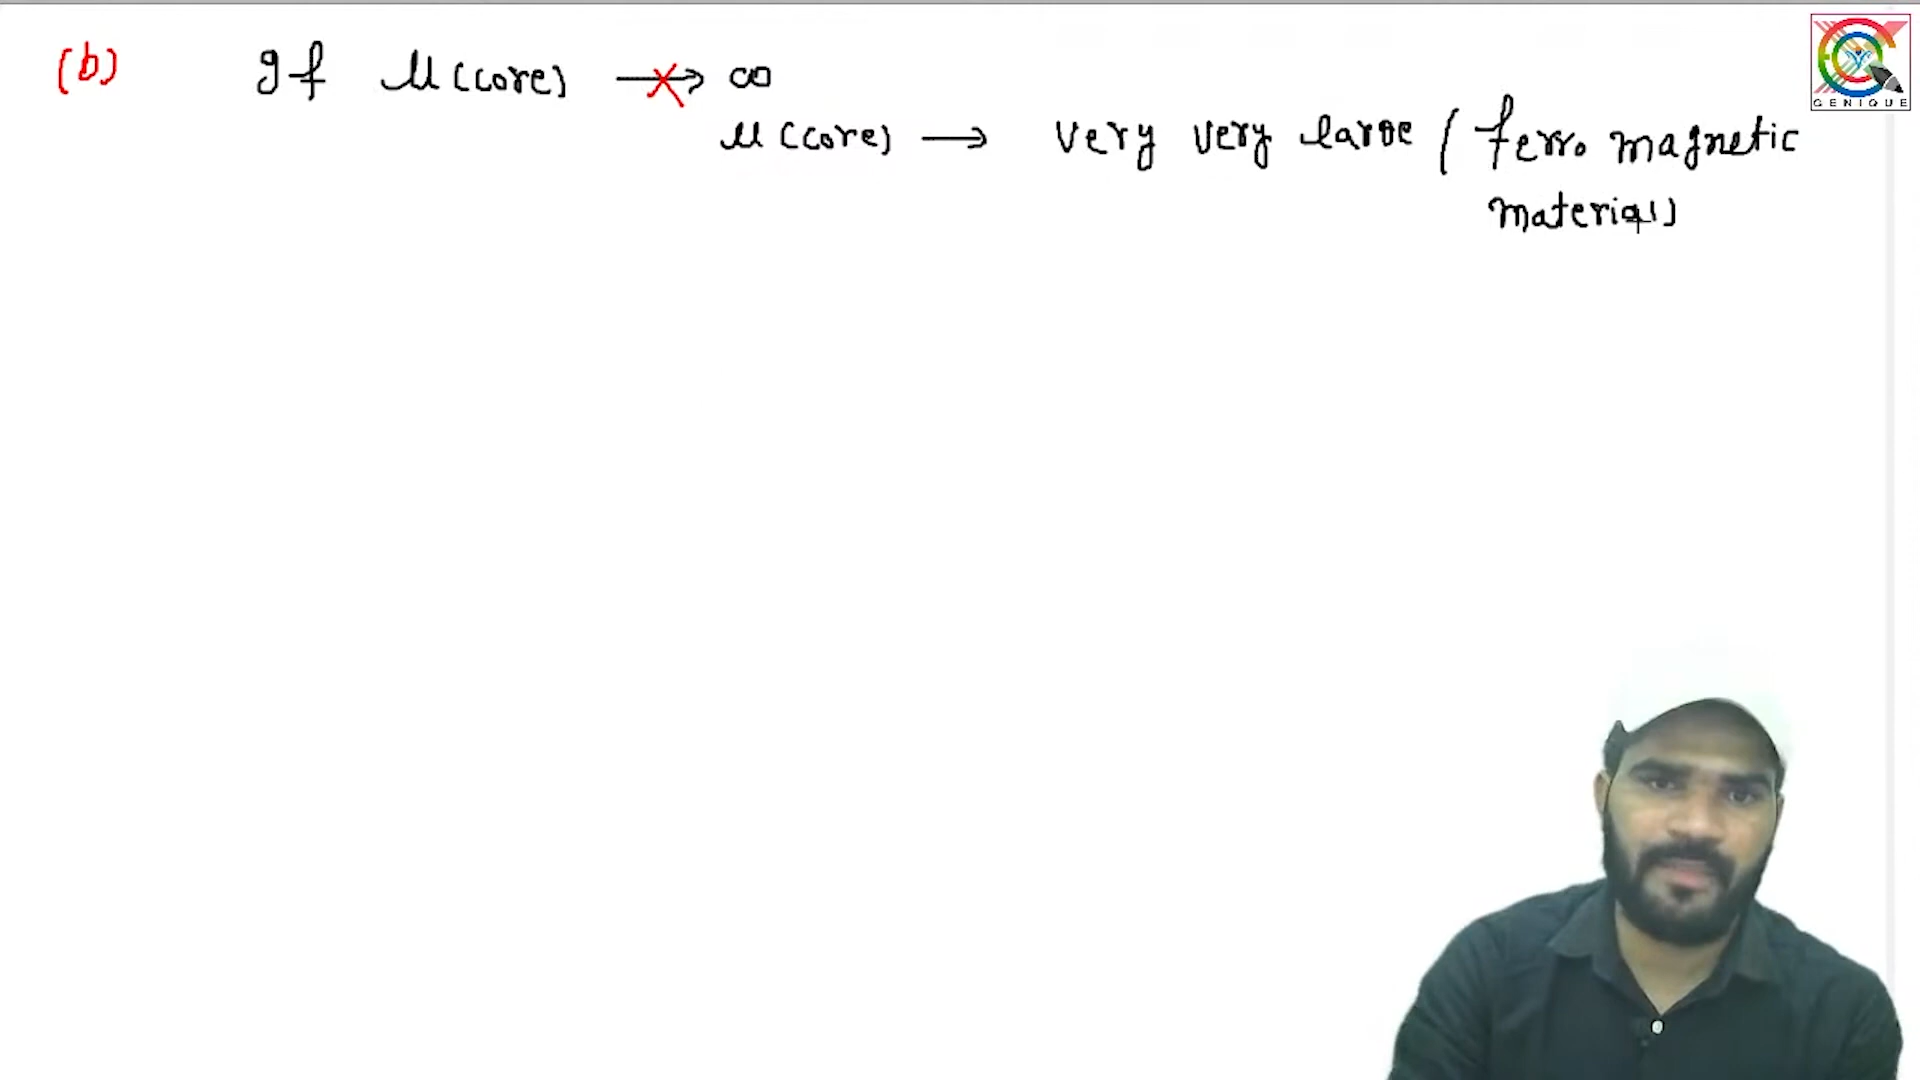 (b) If μ(core) → ∞
GENIQUE
μ(core) → very very large (ferro magnetic
material)